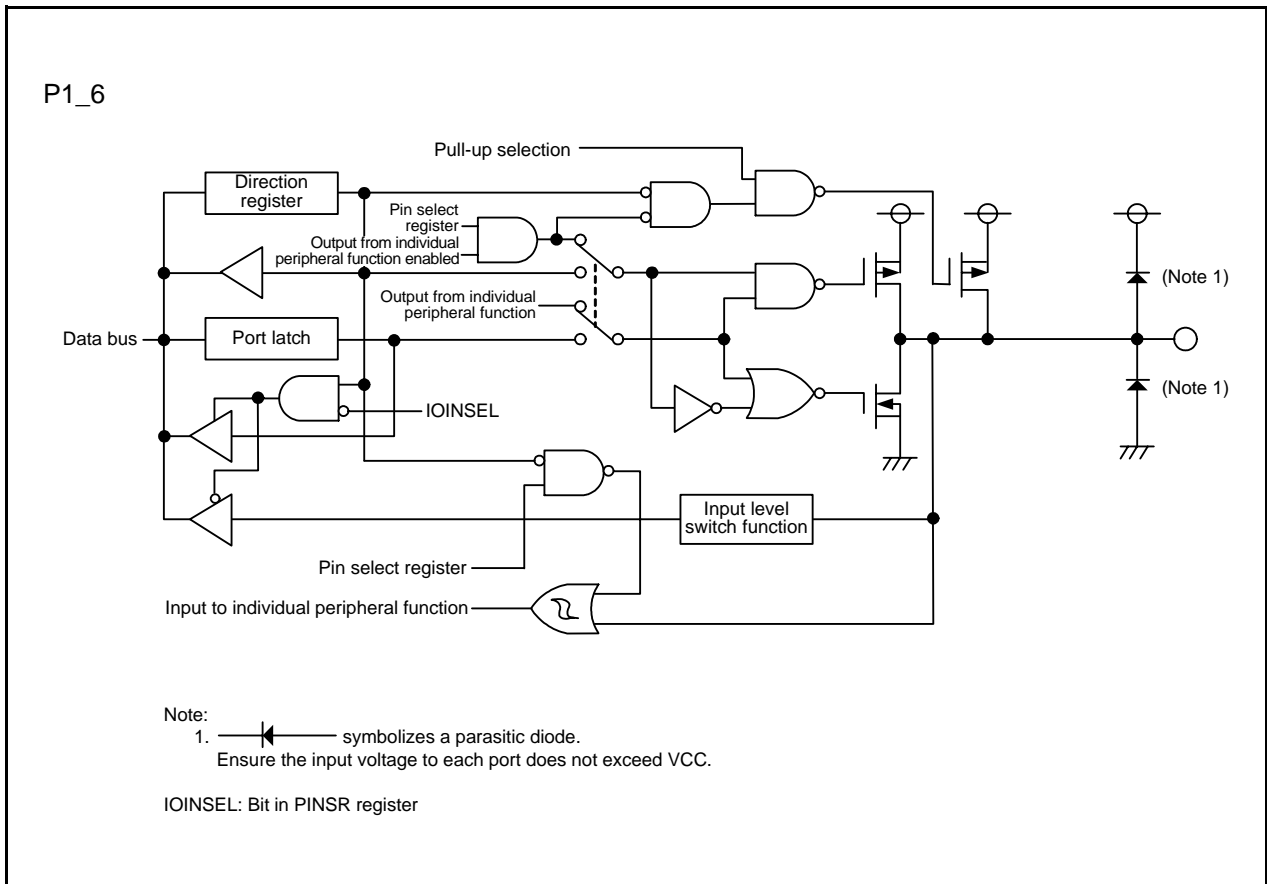 P1_6
Pull-up selection
Direction
register
Pin select
register
Output from individual
peripheral function enabled
Output from individual
peripheral function
Data bus
Port latch
IOINSEL
Input level
switch function
Pin select register
Input to individual peripheral function
(Note 1)
(Note 1)
Note:
1. symbolizes a parasitic diode.
Ensure the input voltage to each port does not exceed VCC.
IOINSEL: Bit in PINSR register